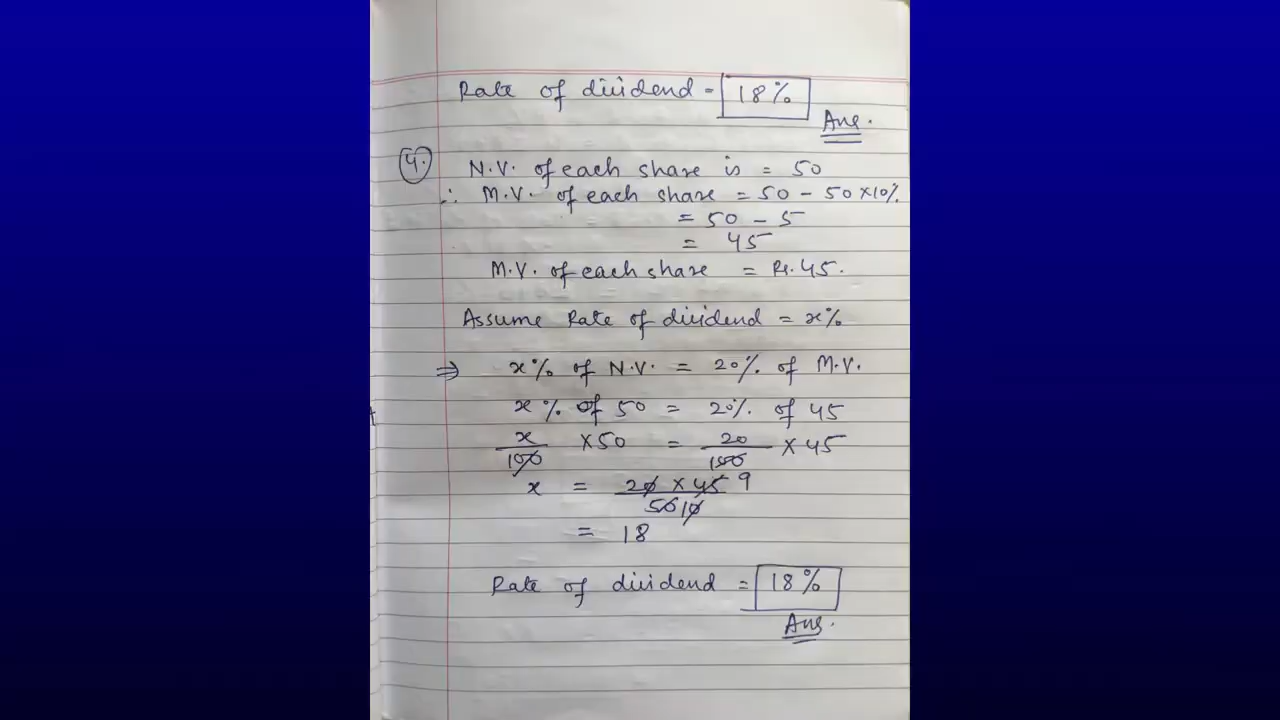 Rate of dividend = 18%
Ans.
4. N.V. of each share is = 50
∴ M.V. of each share = 50 - 50 × 10%
= 50 - 5
= 45
M.V. of each share = Rs. 45.
Assume Rate of dividend = x%
⇒ x% of N.V. = 20% of M.V.
x% of 50 = 20% of 45
x/100 × 50 = 20/100 × 45
x = 20 × 45 9 / 50 10
= 18
Rate of dividend = 18%
Ans.